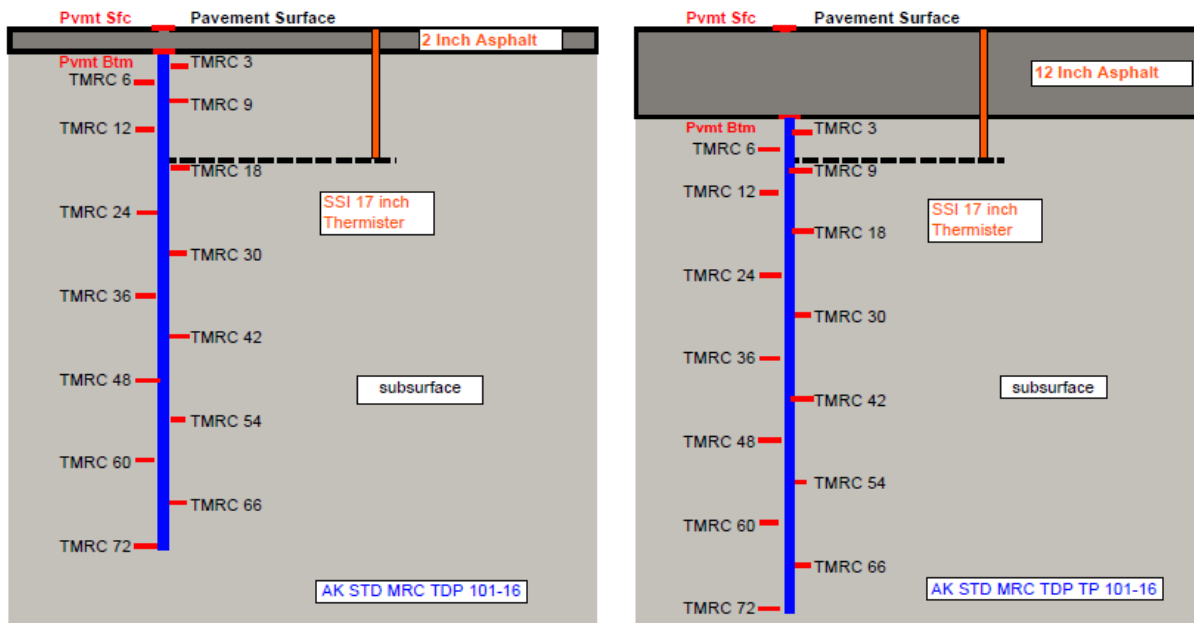 Pvmt Sfc
Pavement Surface
2 Inch Asphalt
Pvmt Btm
TMRC 3
TMRC 6
TMRC 9
TMRC 12
TMRC 18
SSI 17 inch
Thermister
TMRC 24
TMRC 30
TMRC 36
TMRC 42
TMRC 48
subsurface
TMRC 54
TMRC 60
TMRC 66
TMRC 72
AK STD MRC TDP 101-16
Pvmt Sfc
Pavement Surface
12 Inch Asphalt
Pvmt Btm
TMRC 3
TMRC 6
TMRC 9
TMRC 12
SSI 17 inch
Thermister
TMRC 18
TMRC 24
TMRC 30
TMRC 36
subsurface
TMRC 42
TMRC 48
TMRC 54
TMRC 60
TMRC 66
AK STD MRC TDP TP 101-16
TMRC 72